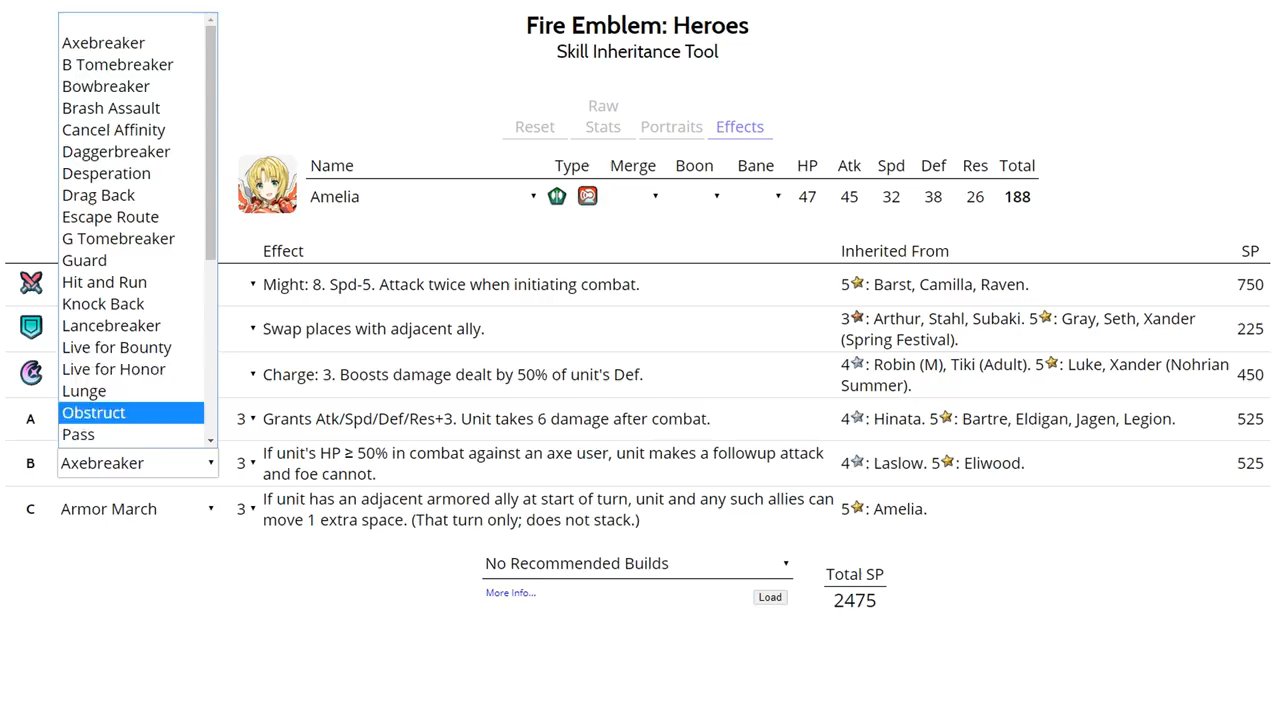 Fire Emblem: Heroes
Skill Inheritance Tool
Reset
Raw
Stats
Portraits
Effects
Name Type Merge Boon Bane HP Atk Spd Def Res Total
Amelia 47 45 32 38 26 188
Axebreaker
B Tomebreaker
Bowbreaker
Brash Assault
Cancel Affinity
Daggerbreaker
Desperation
Drag Back
Escape Route
G Tomebreaker
Guard
Hit and Run
Knock Back
Lancebreaker
Live for Bounty
Live for Honor
Lunge
Obstruct
Pass
Effect Inherited From SP
Might: 8. Spd-5. Attack twice when initiating combat. 5: Barst, Camilla, Raven. 750
Swap places with adjacent ally. 3: Arthur, Stahl, Subaki. 5: Gray, Seth, Xander
(Spring Festival). 225
Charge: 3. Boosts damage dealt by 50% of unit's Def. 4: Robin (M), Tiki (Adult). 5: Luke, Xander (Nohrian
Summer). 450
A 3 Grants Atk/Spd/Def/Res+3. Unit takes 6 damage after combat. 4: Hinata. 5: Bartre, Eldigan, Jagen, Legion. 525
B Axebreaker 3 If unit's HP ≥ 50% in combat against an axe user, unit makes a followup attack
and foe cannot. 4: Laslow. 5: Eliwood. 525
C Armor March 3 If unit has an adjacent armored ally at start of turn, unit and any such allies can
move 1 extra space. (That turn only; does not stack.) 5: Amelia.
No Recommended Builds
More Info...
Load
Total SP
2475